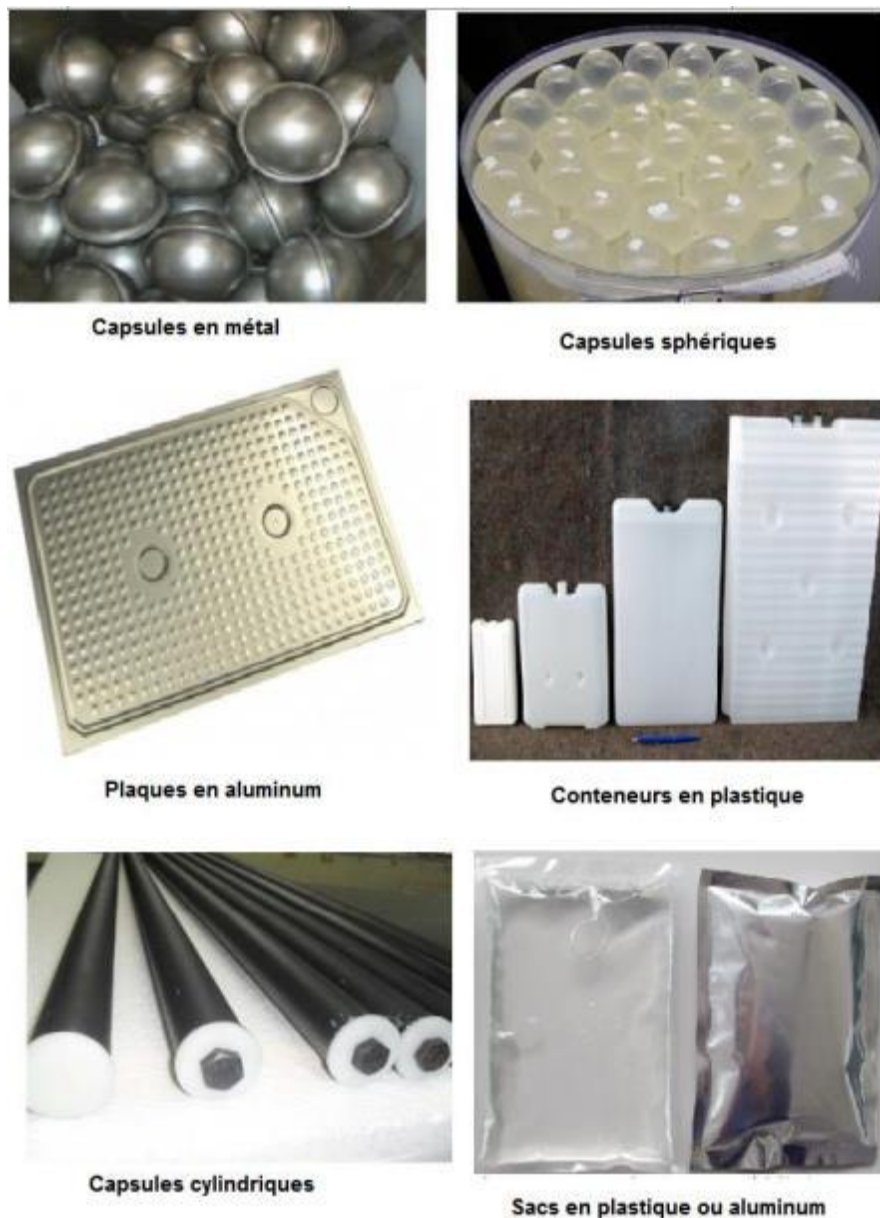 Capsules en métal
Capsules sphériques
Plaques en aluminum
Conteneurs en plastique
Capsules cylindriques
Sacs en plastique ou aluminum